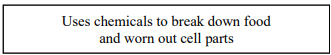 Uses chemicals to break down food
and worn out cell parts